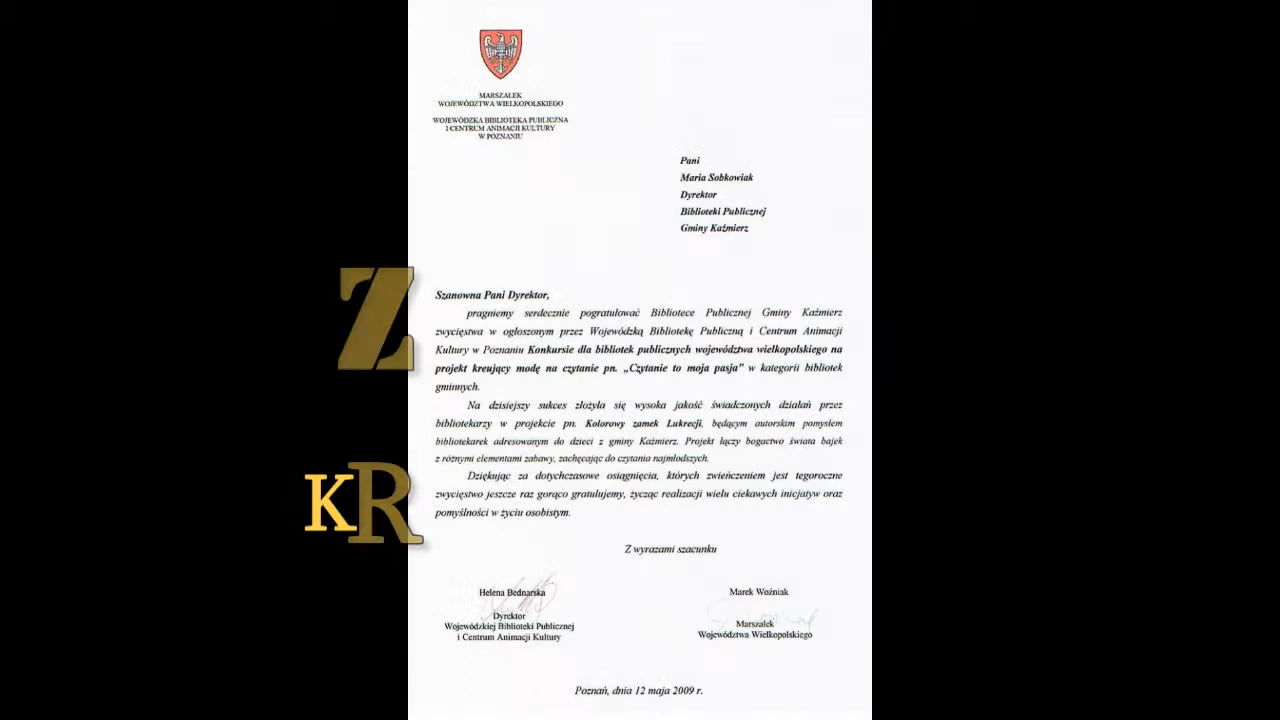 MARSZAŁEK
WOJEWÓDZTWA WIELKOPOLSKIEGO
WOJEWÓDZKA BIBLIOTEKA PUBLICZNA
I CENTRUM ANIMACJI KULTURY
W POZNANIU
Pani
Maria Sobkowiak
Dyrektor
Biblioteki Publicznej
Gminy Kaźmierz
Szanowna Pani Dyrektor,
pragniemy serdecznie pogratulować Bibliotece Publicznej Gminy Kaźmierz
zwycięstwa w ogłoszonym przez Wojewódzką Bibliotekę Publiczną i Centrum Animacji
Kultury w Poznaniu Konkursie dla bibliotek publicznych województwa wielkopolskiego na
projekt kreujący modę na czytanie pn. „Czytanie to moja pasja" w kategorii bibliotek
gminnych.
Na dzisiejszy sukces złożyła się wysoka jakość świadczonych działań przez
bibliotekarzy w projekcie pn. Kolorowy zamek Lukrecji, będącym autorskim pomysłem
bibliotekarek adresowanym do dzieci z gminy Kaźmierz. Projekt łączy bogactwo świata bajek
z różnymi elementami zabawy, zachęcając do czytania najmłodszych.
Dziękując za dotychczasowe osiągnięcia, których zwieńczeniem jest tegoroczne
zwycięstwo jeszcze raz gorąco gratulujemy, życząc realizacji wielu ciekawych inicjatyw oraz
pomyślności w życiu osobistym.
Z wyrazami szacunku
Helena Bednarska
Dyrektor
Wojewódzkiej Biblioteki Publicznej
i Centrum Animacji Kultury
Marek Woźniak
Marszałek
Województwa Wielkopolskiego
Poznań, dnia 12 maja 2009 r.
Z
KR